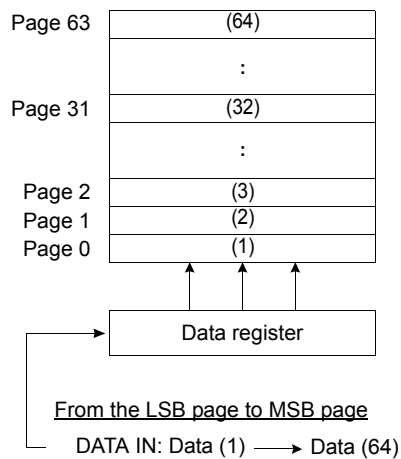 Page 63 (64)
:
Page 31 (32)
:
Page 2 (3)
Page 1 (2)
Page 0 (1)
Data register
From the LSB page to MSB page
DATA IN: Data (1) Data (64)